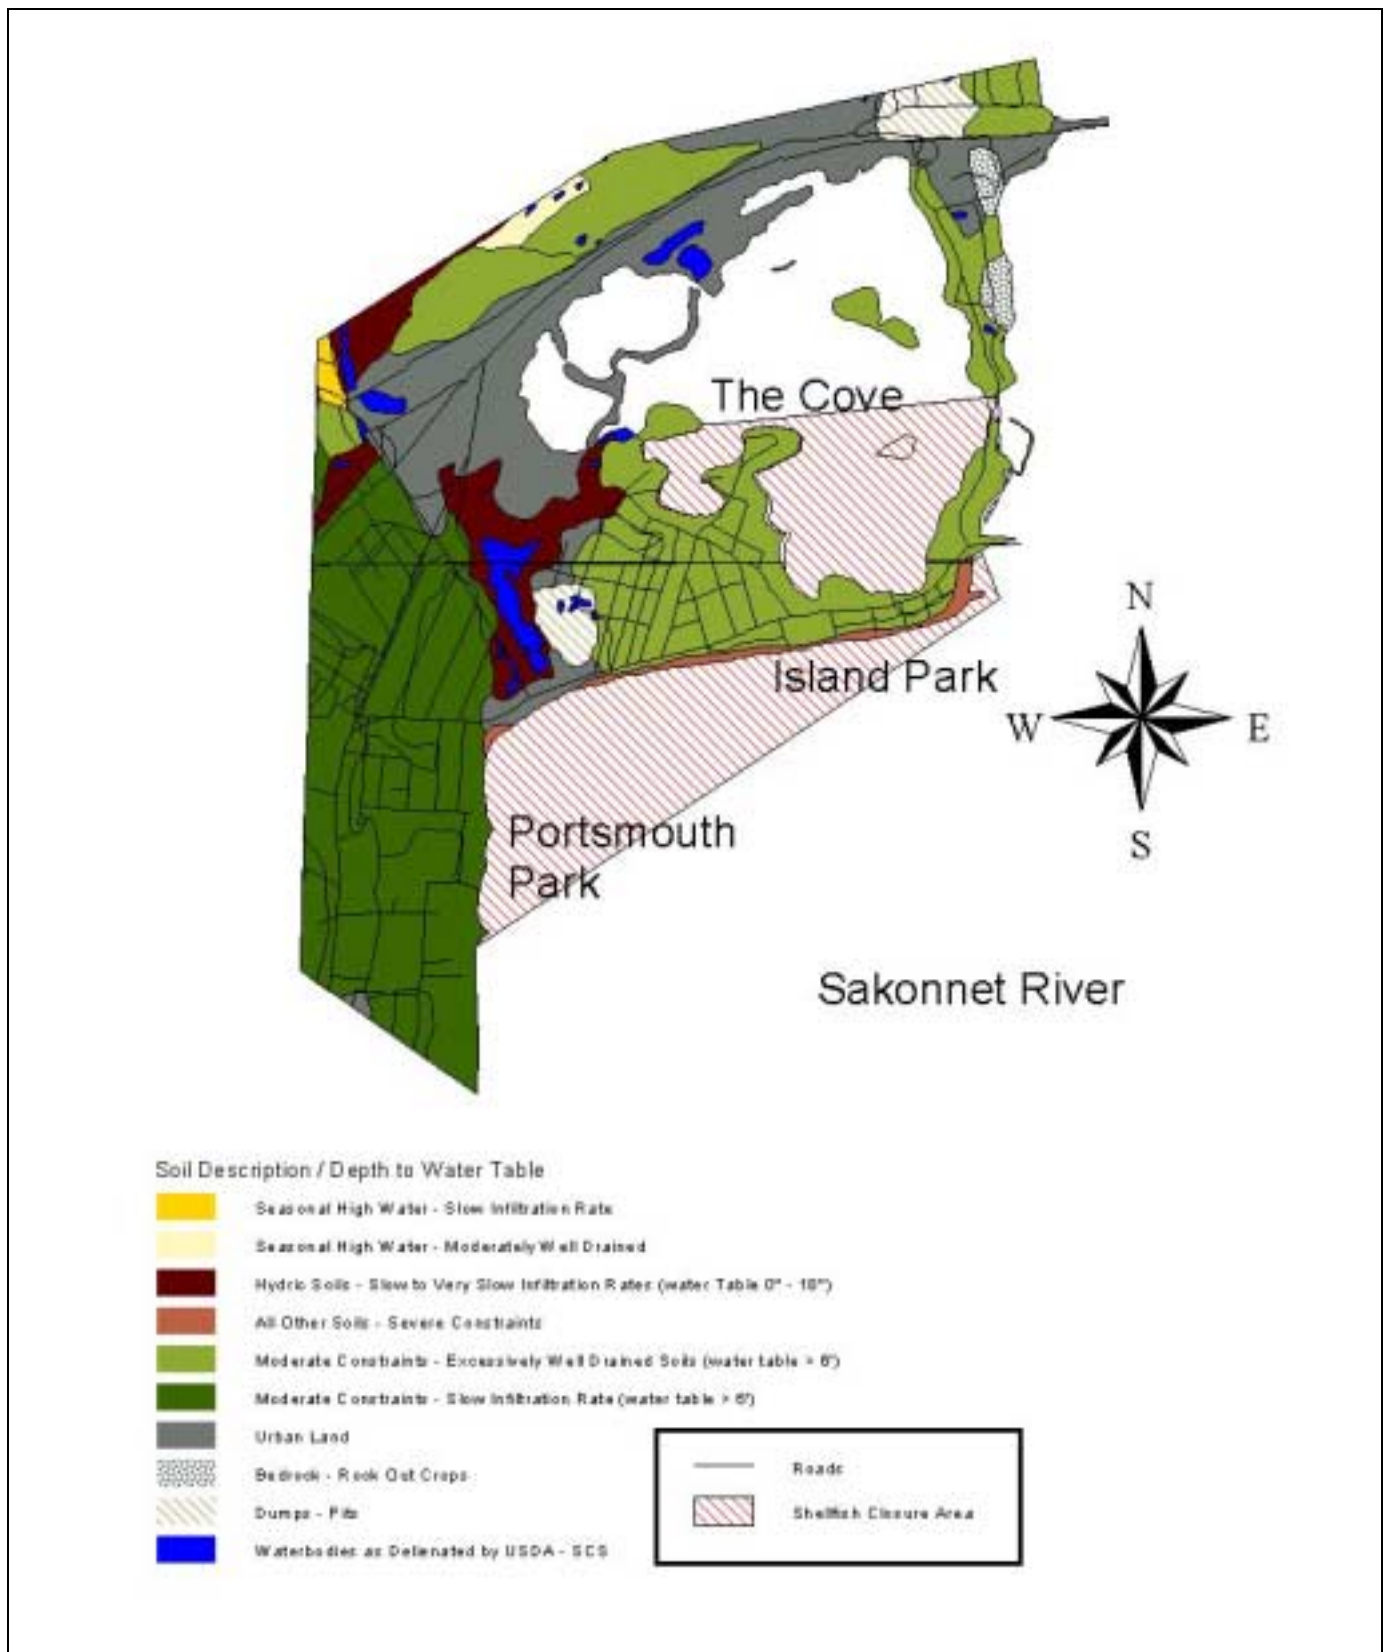 The Cove
Island Park
N
W
E
S
Portsmouth
Park
Sakonnet River
Soil Description / Depth to Water Table
Seasonal High Water - Slow Infiltration Rate
Seasonal High Water - Moderately Well Drained
Hydric Soils - Slow to Very Slow Infiltration Rates (water Table 0" - 18")
All Other Soils - Severe Constraints
Moderate Constraints - Excessively Well Drained Soils (water table > 6')
Moderate Constraints - Slow Infiltration Rate (water table > 6')
Urban Land
Bedrock - Rock Out Crops
Dumps - Pits
Waterbodies as Delienated by USDA - SCS
Roads
Shellfish Closure Area